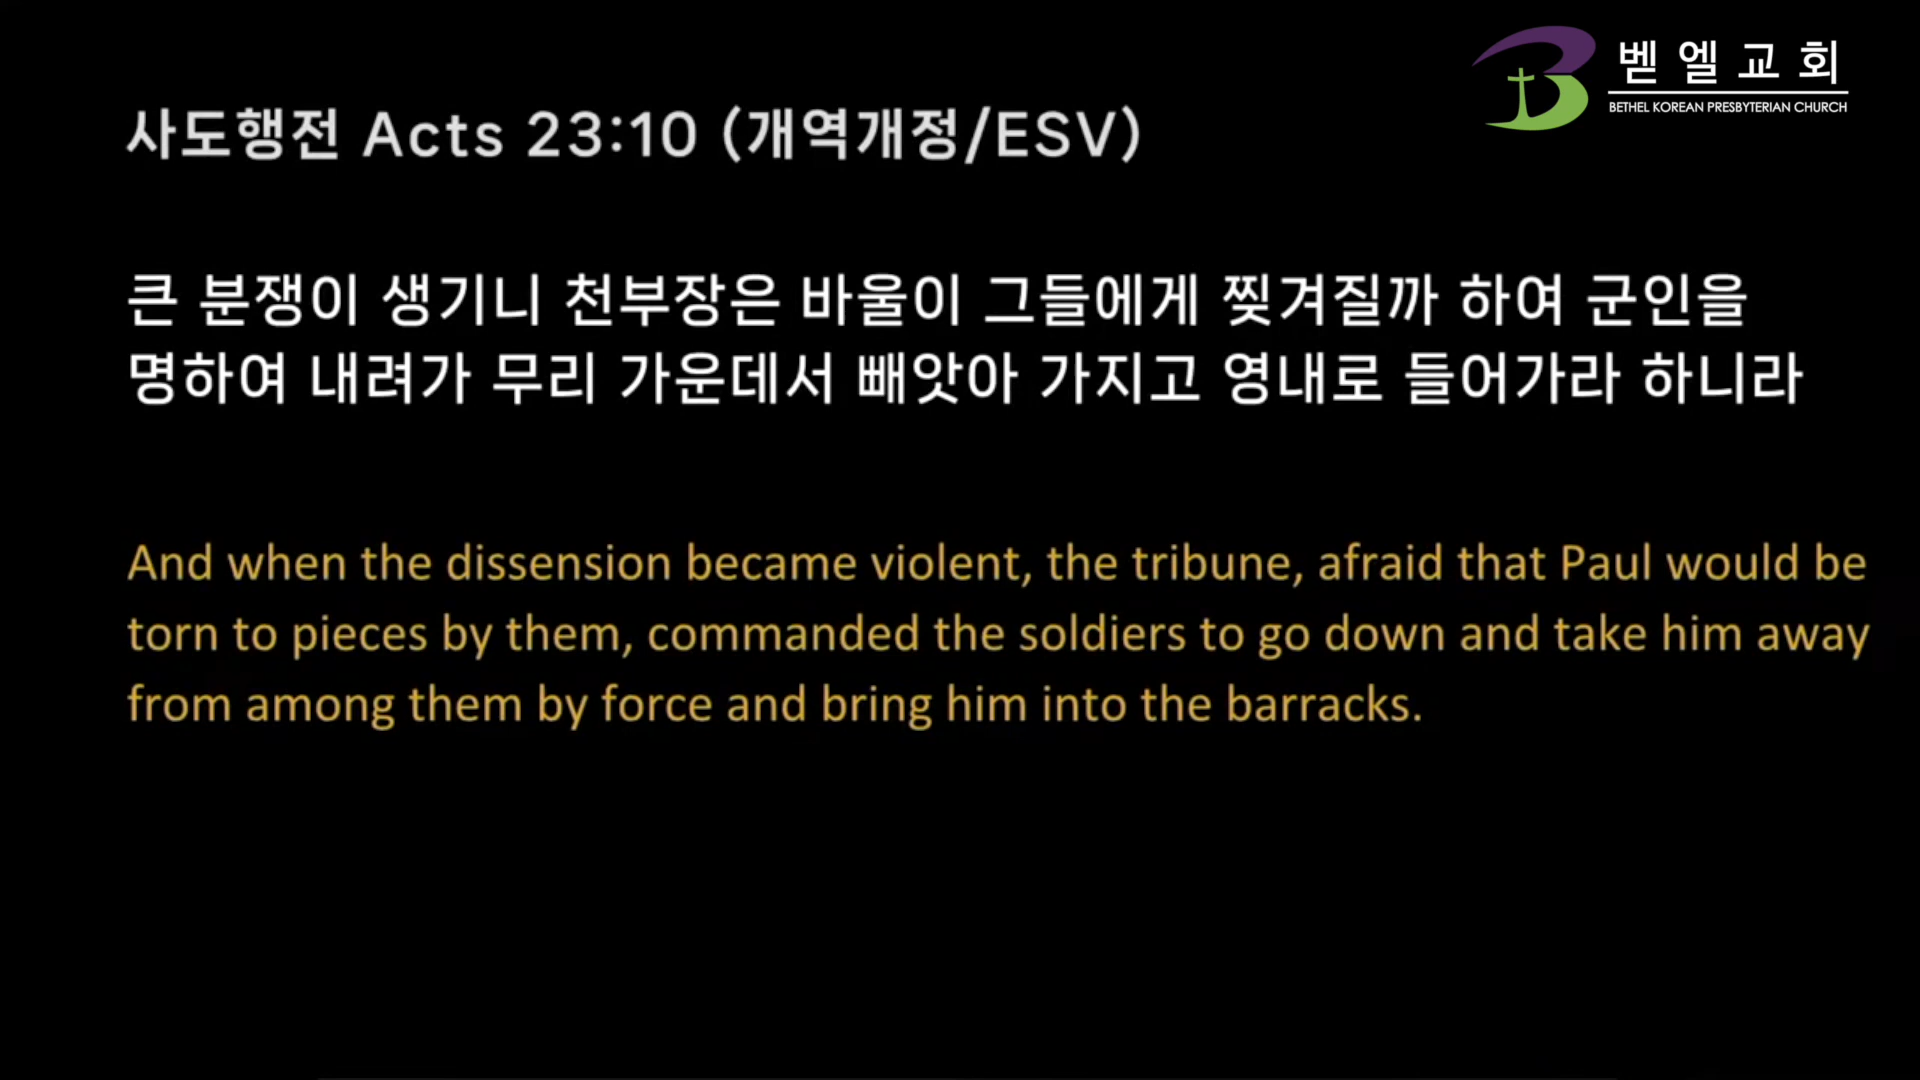 벧엘교회
BETHEL KOREAN PRESBYTERIAN CHURCH
사도행전 Acts 23:10 (개역개정/ESV)
큰 분쟁이 생기니 천부장은 바울이 그들에게 찢겨질까 하여 군인을
명하여 내려가 무리 가운데서 빼앗아 가지고 영내로 들어가라 하니라
And when the dissension became violent, the tribune, afraid that Paul would be
torn to pieces by them, commanded the soldiers to go down and take him away
from among them by force and bring him into the barracks.